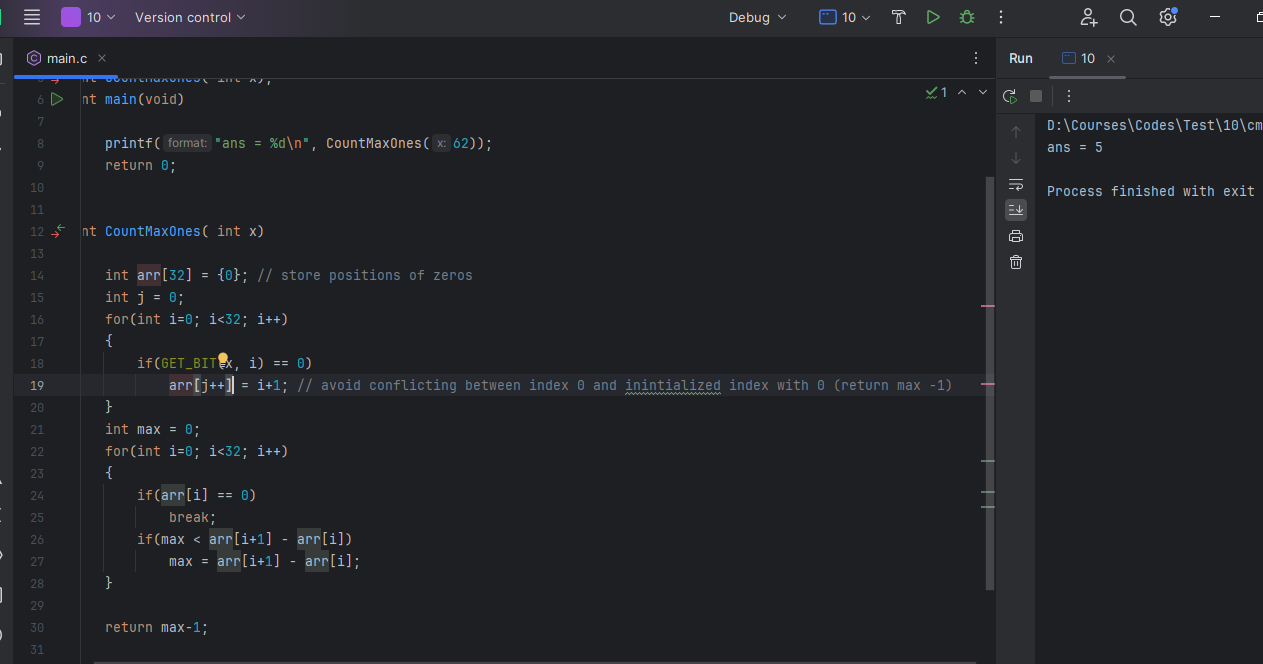 10 Version control Debug 10
main.c
Run 10
5 nt CountMaxOnes( int x);
6 nt main(void)
1
7
8 printf( format: "ans = %d\n", CountMaxOnes( x: 62));
9 return 0;
10
11
12 nt CountMaxOnes( int x)
13
14 int arr[32] = {0}; // store positions of zeros
15 int j = 0;
16 for(int i=0; i<32; i++)
17 {
18 if(GET_BIT(x, i) == 0)
19 arr[j++] = i+1; // avoid conflicting between index 0 and inintialized index with 0 (return max -1)
20 }
21 int max = 0;
22 for(int i=0; i<32; i++)
23 {
24 if(arr[i] == 0)
25 break;
26 if(max < arr[i+1] - arr[i])
27 max = arr[i+1] - arr[i];
28 }
29
30 return max-1;
31
D:\Courses\Codes\Test\10\cm
ans = 5
Process finished with exit